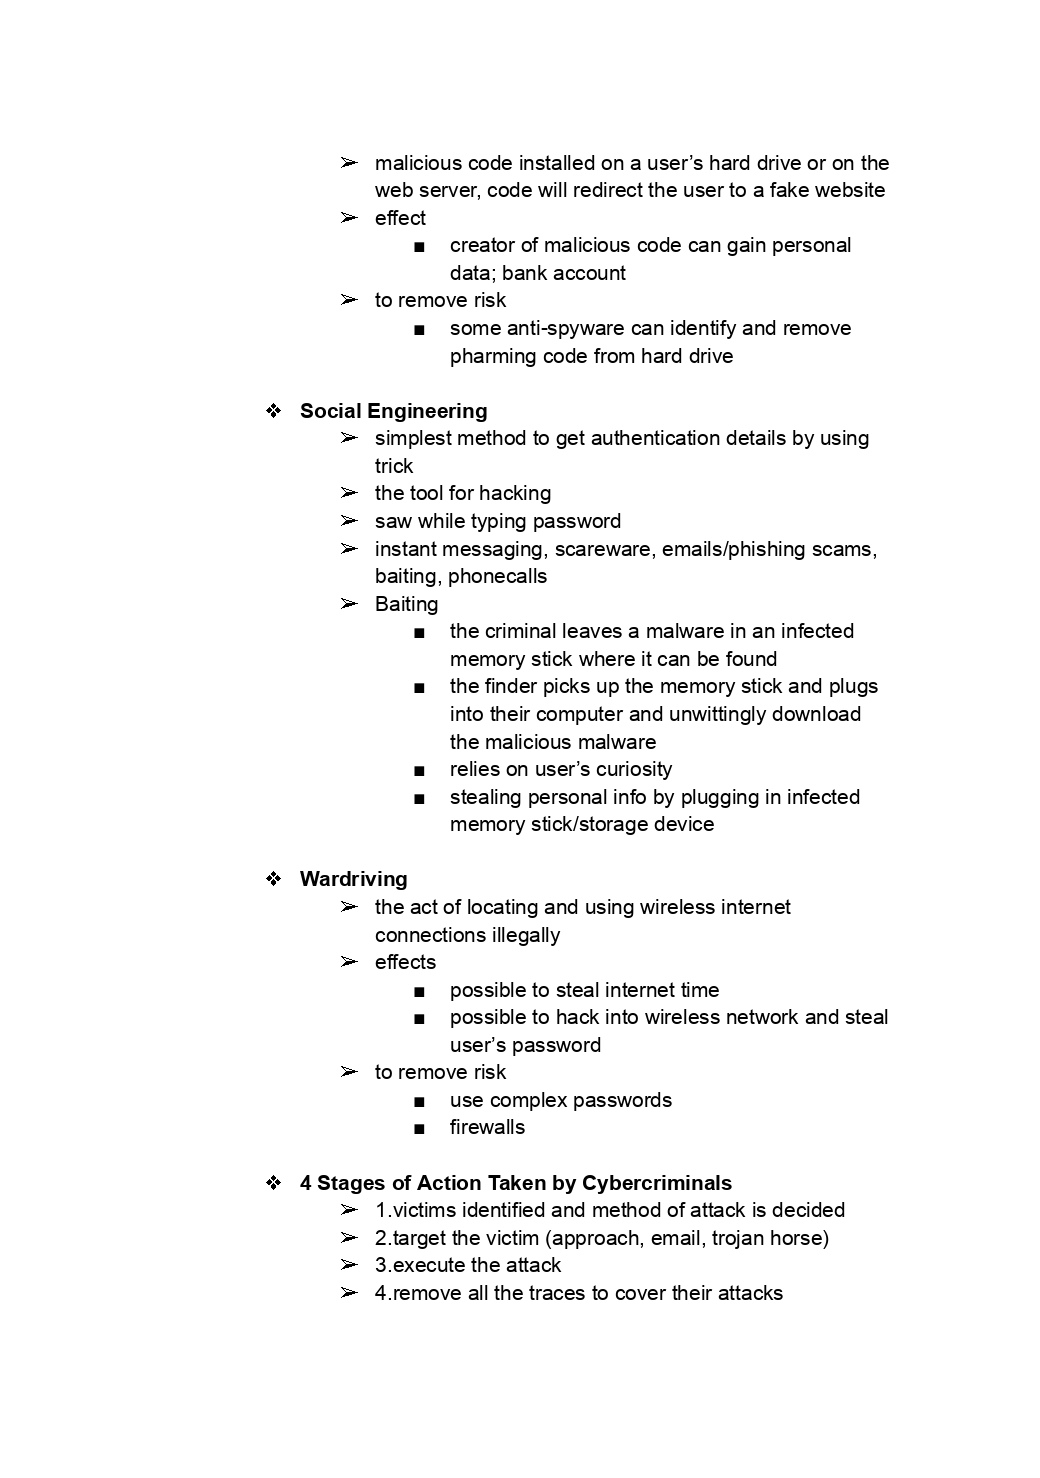 ➢ malicious code installed on a user’s hard drive or on the
web server, code will redirect the user to a fake website
➢ effect
■ creator of malicious code can gain personal
data; bank account
➢ to remove risk
■ some anti-spyware can identify and remove
pharming code from hard drive
❖ Social Engineering
➢ simplest method to get authentication details by using
trick
➢ the tool for hacking
➢ saw while typing password
➢ instant messaging, scareware, emails/phishing scams,
baiting, phonecalls
➢ Baiting
■ the criminal leaves a malware in an infected
memory stick where it can be found
■ the finder picks up the memory stick and plugs
into their computer and unwittingly download
the malicious malware
■ relies on user’s curiosity
■ stealing personal info by plugging in infected
memory stick/storage device
❖ Wardriving
➢ the act of locating and using wireless internet
connections illegally
➢ effects
■ possible to steal internet time
■ possible to hack into wireless network and steal
user’s password
➢ to remove risk
■ use complex passwords
■ firewalls
❖ 4 Stages of Action Taken by Cybercriminals
➢ 1.victims identified and method of attack is decided
➢ 2.target the victim (approach, email, trojan horse)
➢ 3.execute the attack
➢ 4.remove all the traces to cover their attacks